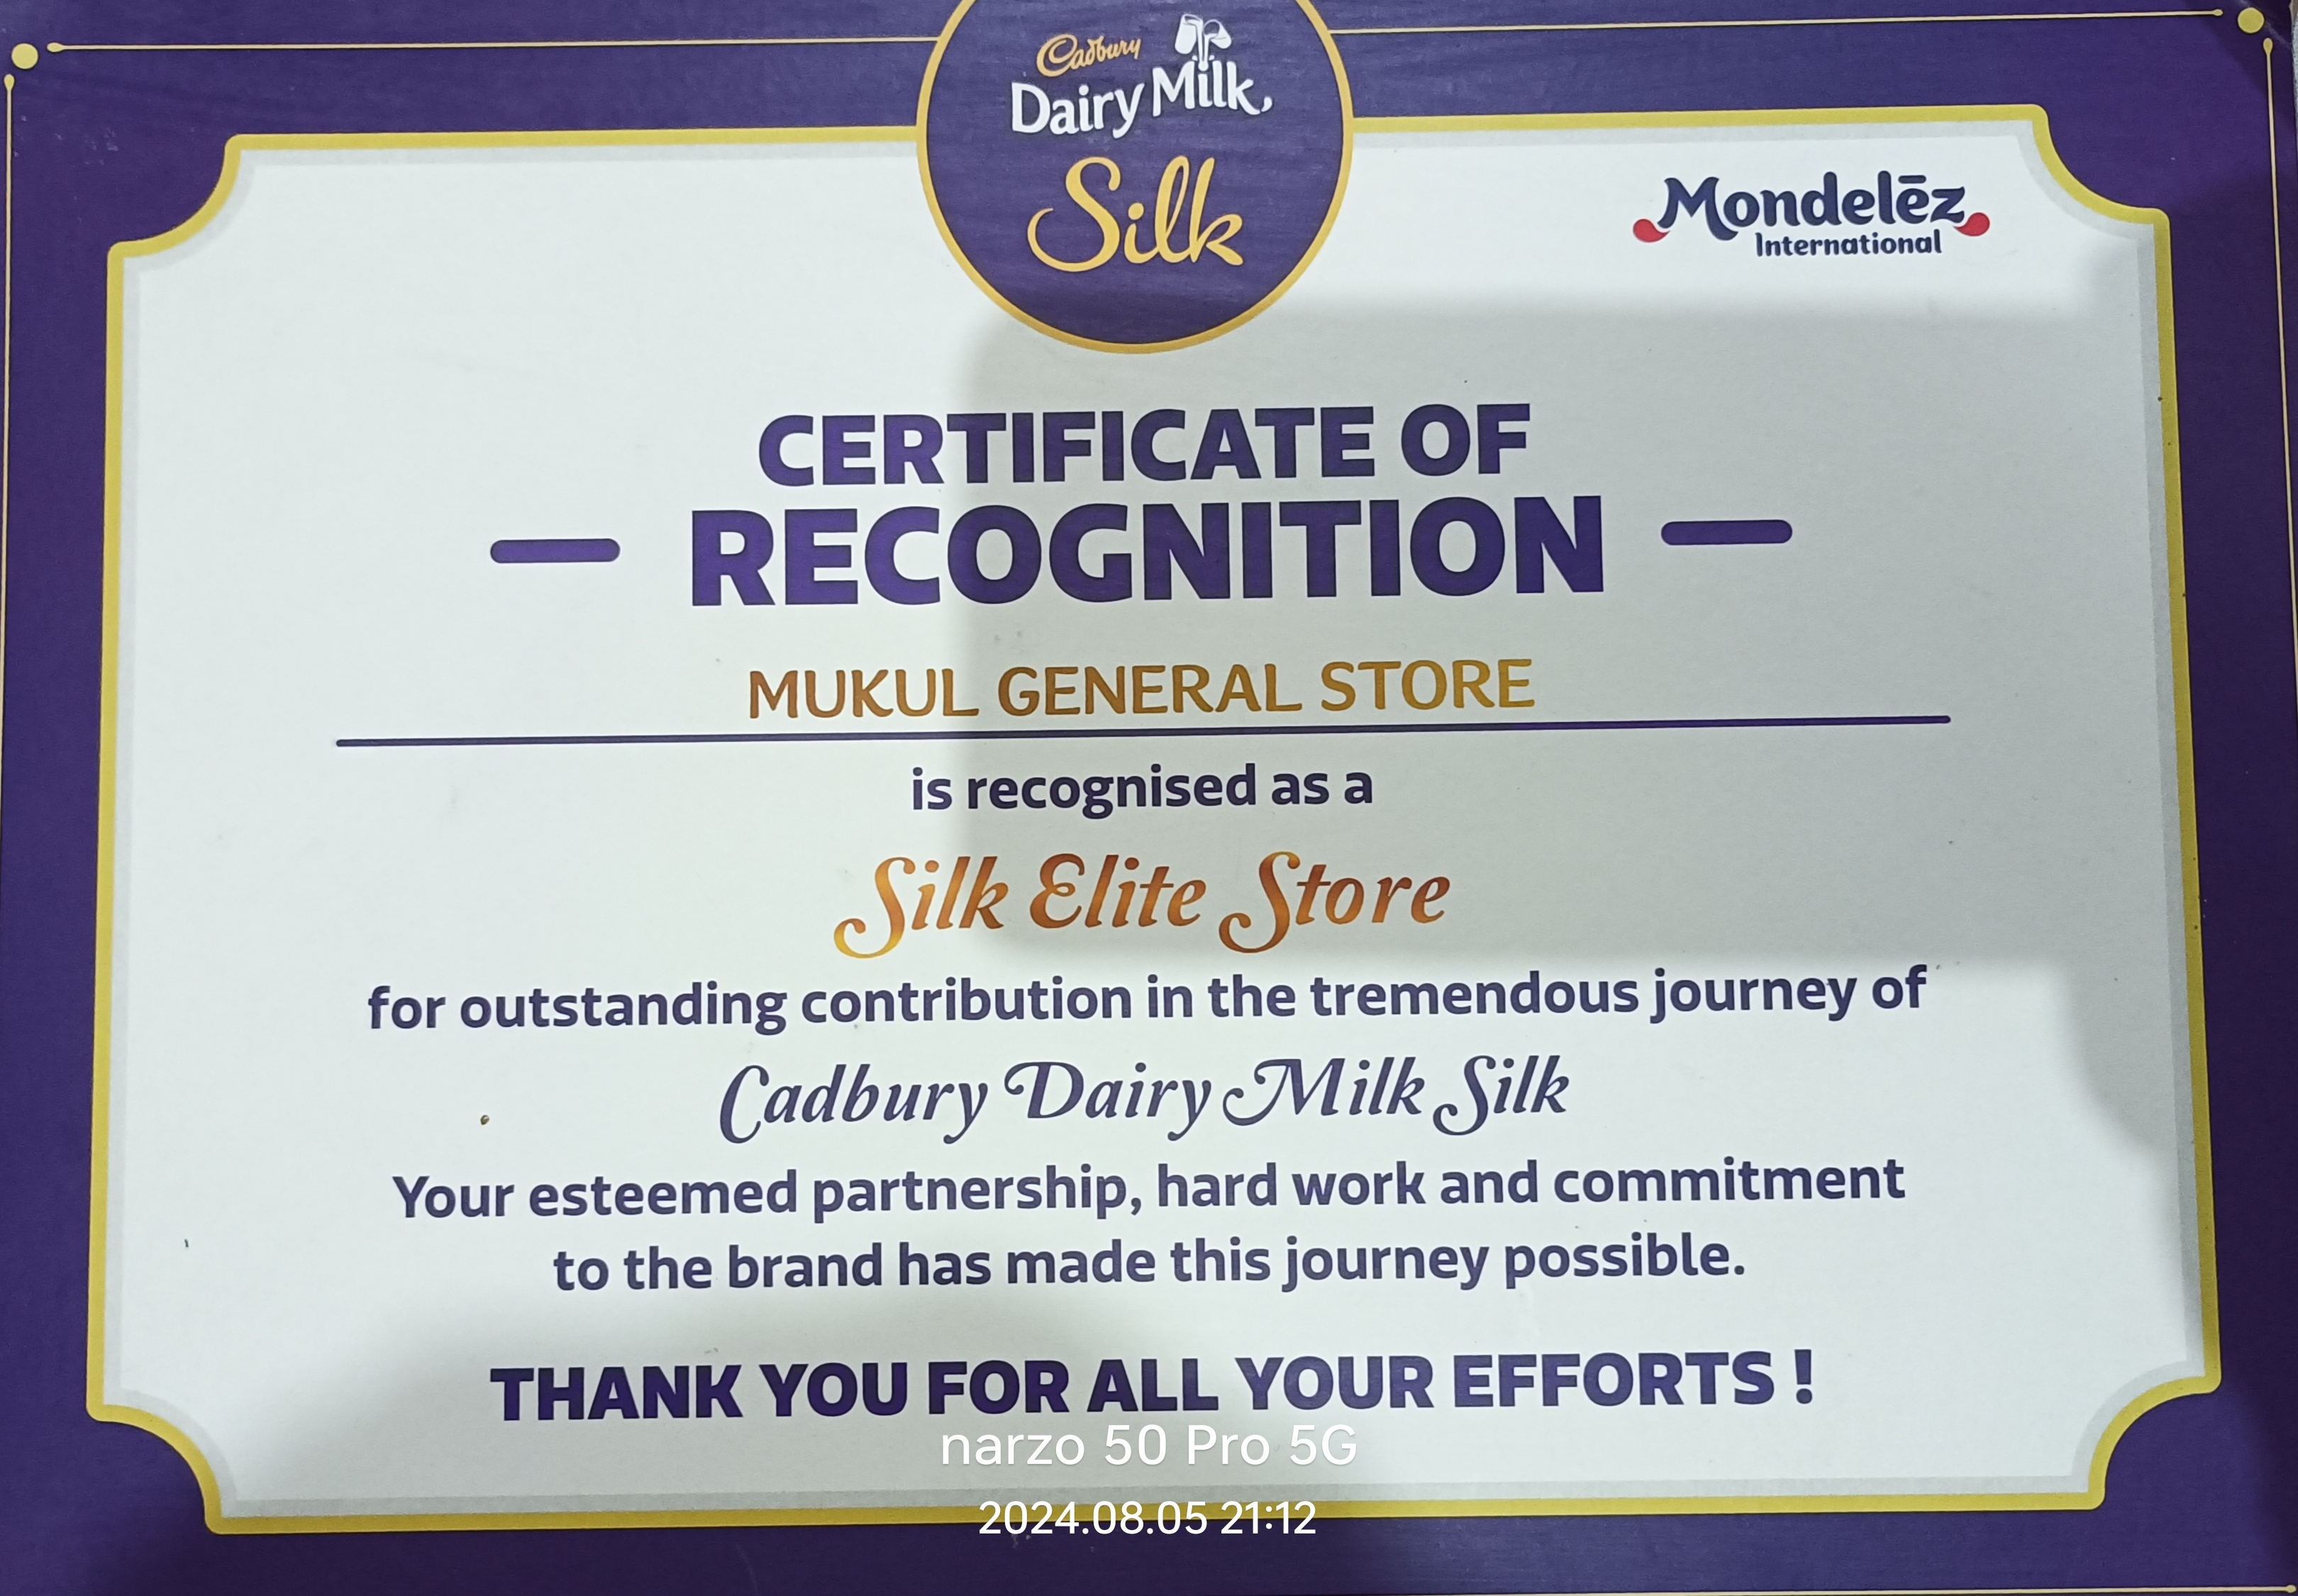 Cadbury
Dairy Milk
Silk
Mondelēz
International
CERTIFICATE OF
RECOGNITION
MUKUL GENERAL STORE
is recognised as a
Silk Elite Store
for outstanding contribution in the tremendous journey of
Cadbury Dairy Milk Silk
Your esteemed partnership, hard work and commitment
to the brand has made this journey possible.
THANK YOU FOR ALL YOUR EFFORTS !
narzo 50 Pro 5G
2024.08.05 21:12